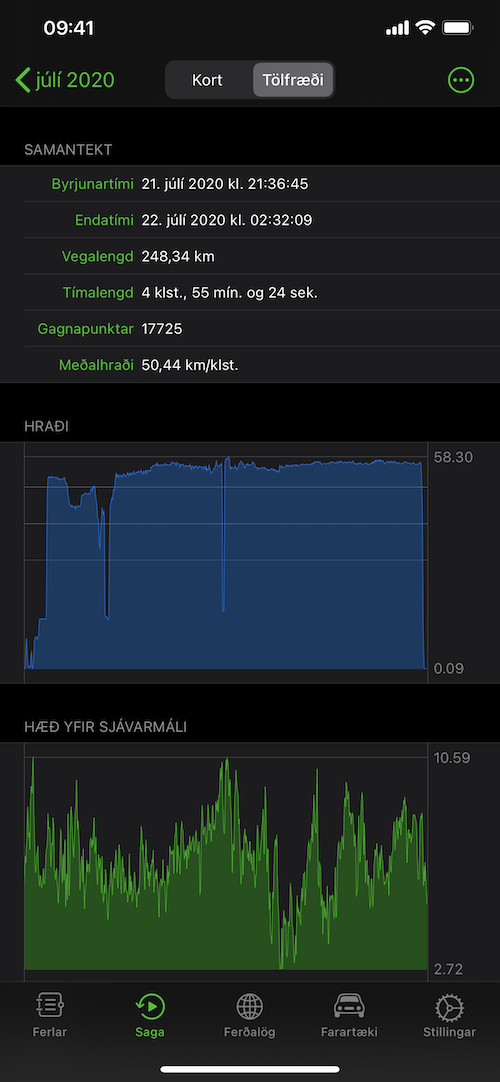 09:41
júlí 2020
Kort
Tölfræði
SAMANTEKT
Byrjunartími 21. júlí 2020 kl. 21:36:45
Endatími 22. júlí 2020 kl. 02:32:09
Vegalengd 248,34 km
Tímalengd 4 klst., 55 mín. og 24 sek.
Gagnapunktar 17725
Meðalhraði 50,44 km/klst.
HRAÐI
58.30
0.09
HÆÐ YFIR SJÁVARMÁLI
10.59
2.72
Ferlar
Saga
Ferðalög
Farartæki
Stillingar